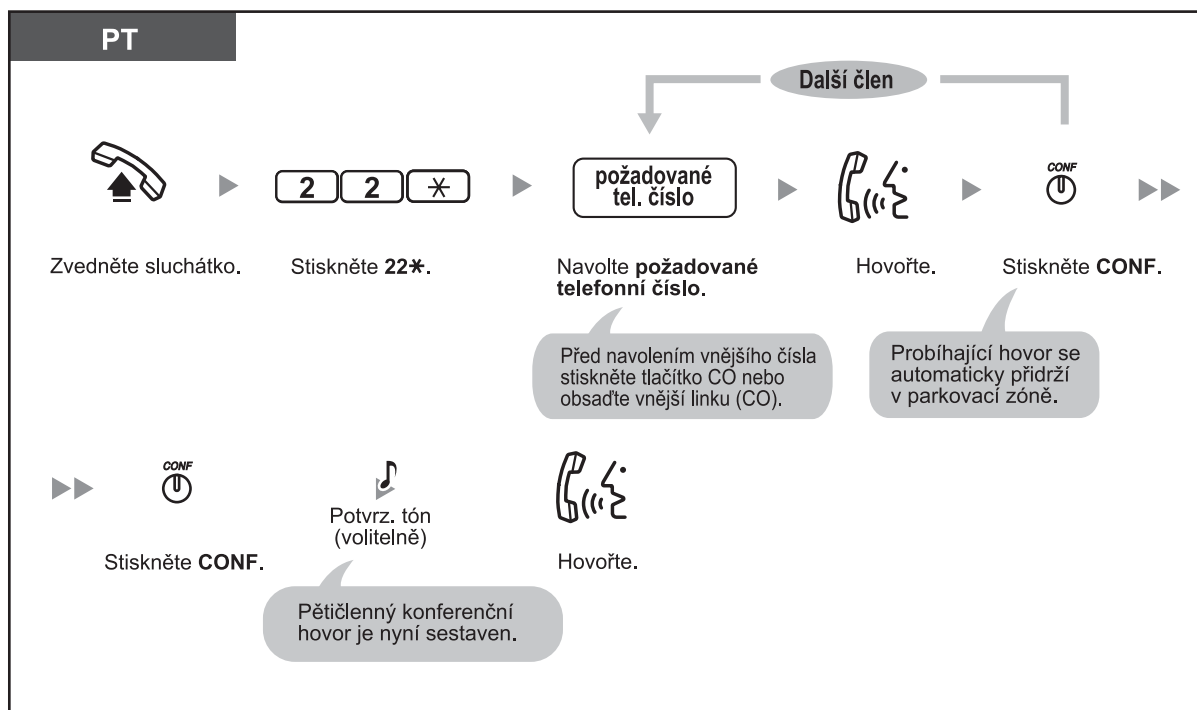 PT
Další člen
2 2 ✳
požadované
tel. číslo
CONF
Zvedněte sluchátko.
Stiskněte 22✳.
Navolte požadované
telefonní číslo.
Hovořte.
Stiskněte CONF.
Před navolením vnějšího čísla
stiskněte tlačítko CO nebo
obsaďte vnější linku (CO).
Probíhající hovor se
automaticky přidrží
v parkovací zóně.
CONF
Stiskněte CONF.
Potvrz. tón
(volitelně)
Hovořte.
Pětičlenný konferenční
hovor je nyní sestaven.